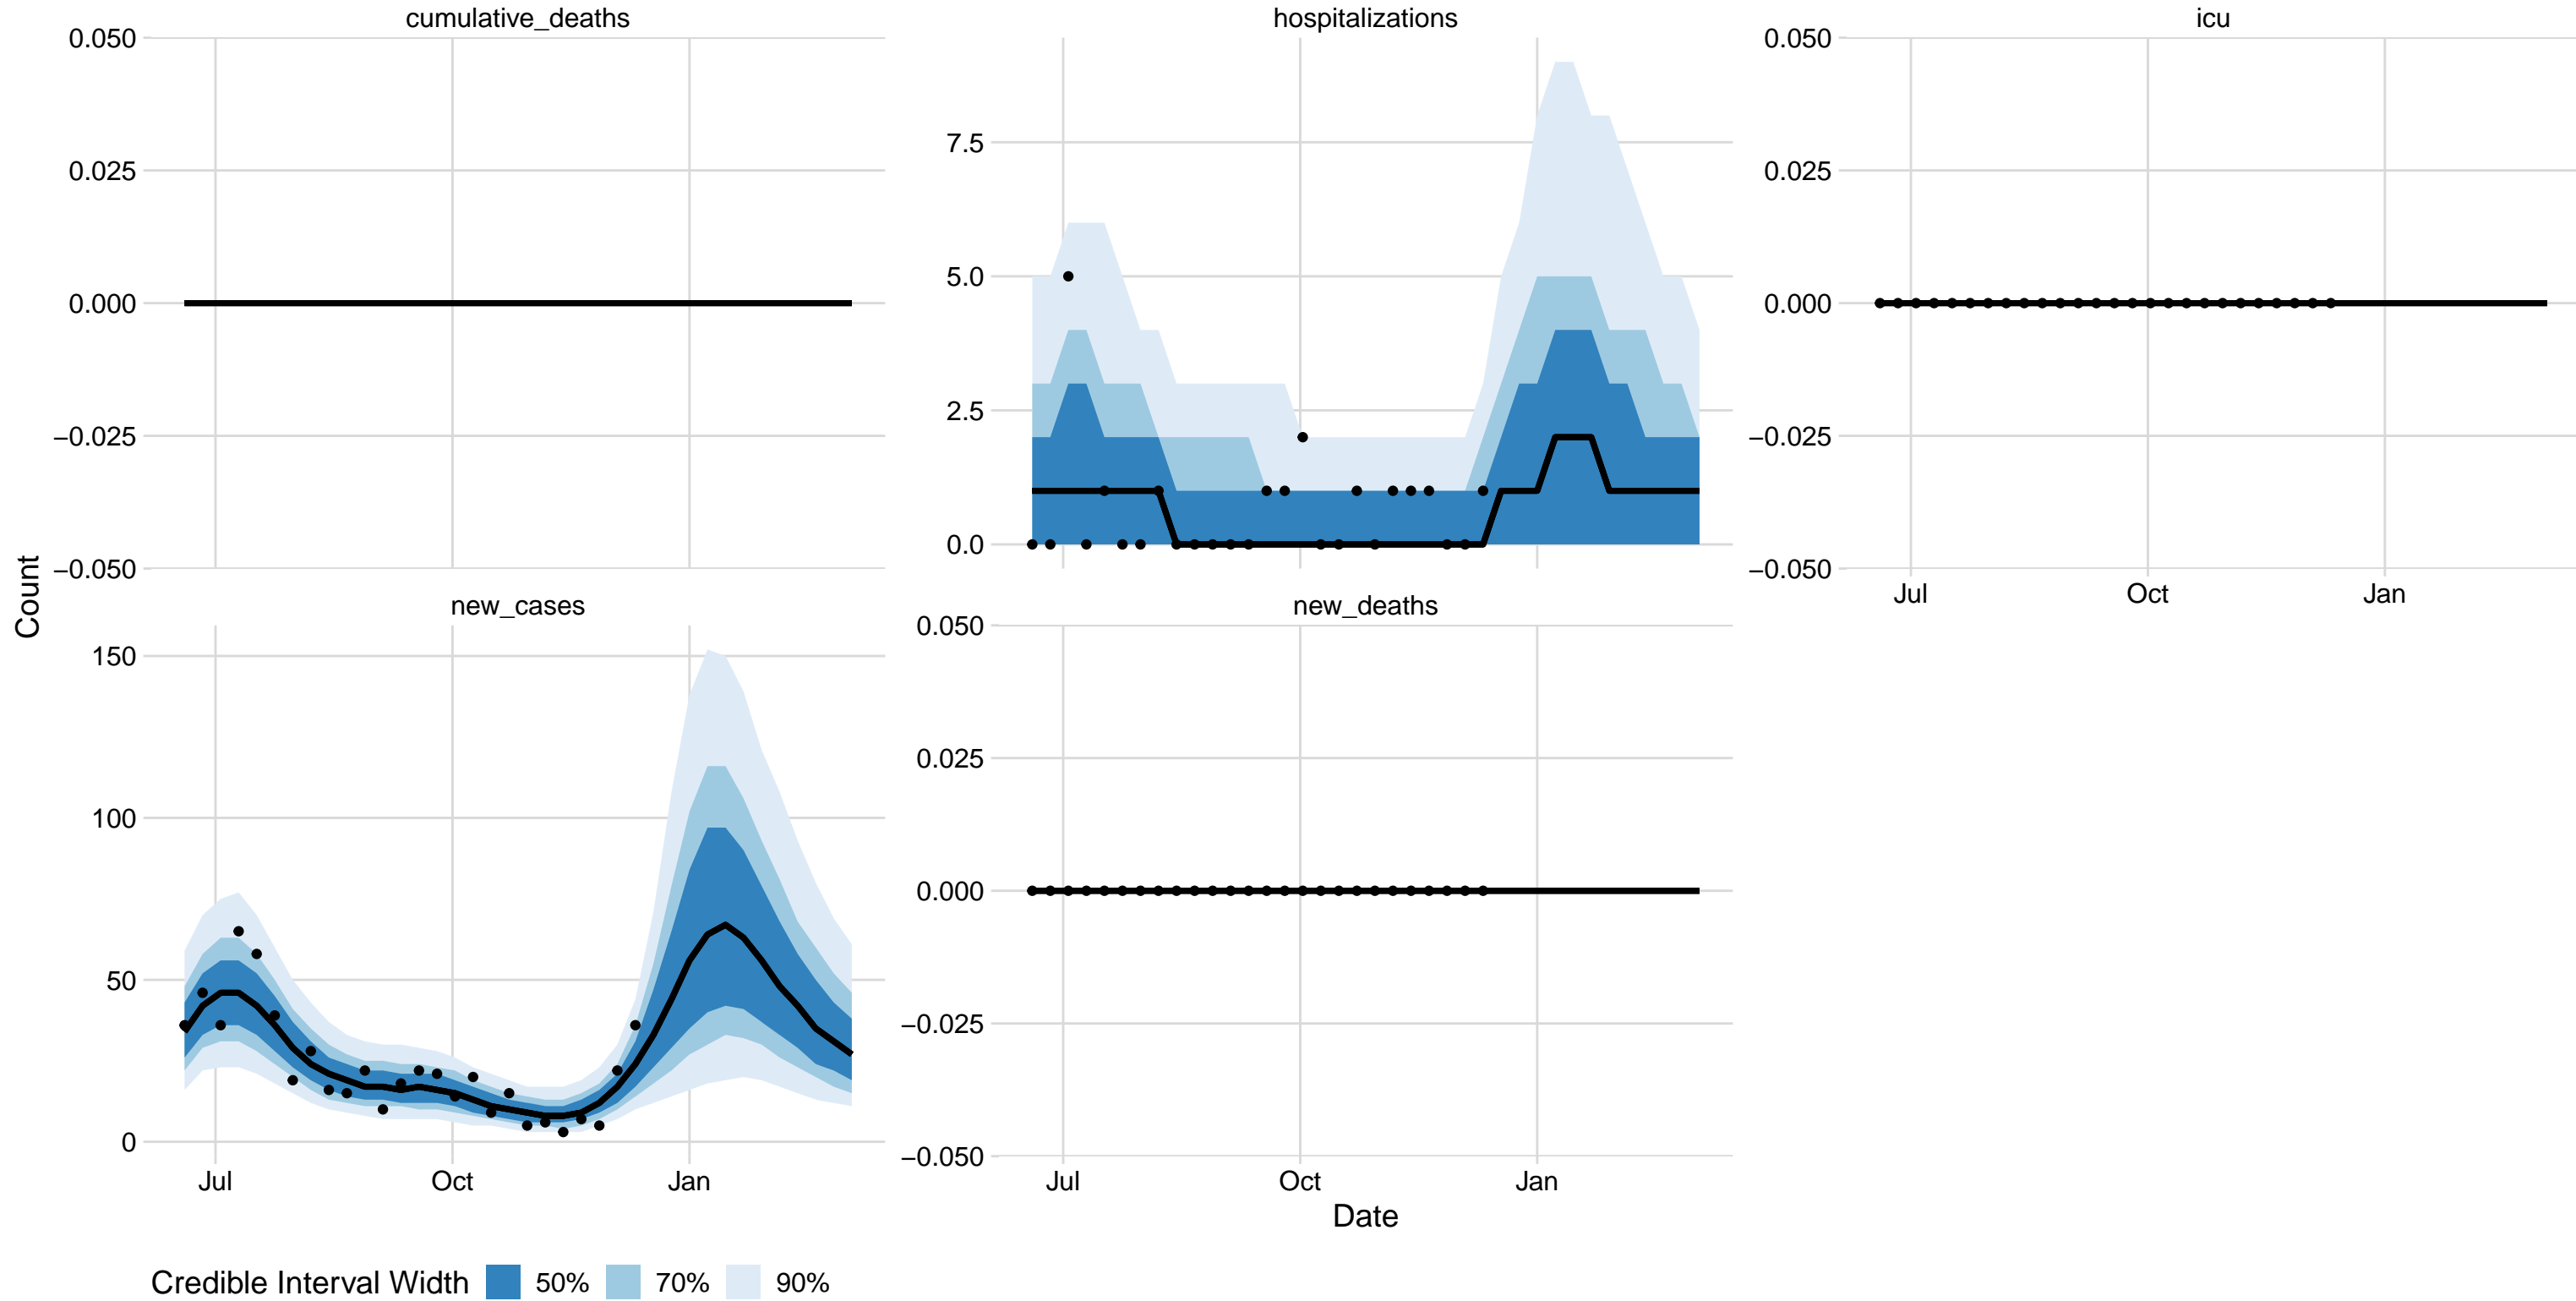 cumulative_deaths
hospitalizations
icu
0.050
0.025
0.000
−0.025
−0.050
7.5
5.0
2.5
0.0
0.050
0.025
0.000
−0.025
−0.050
Jul Oct Jan
Count
new_cases
new_deaths
150
100
50
0
Jul Oct Jan
0.050
0.025
0.000
−0.025
−0.050
Jul Oct Jan
Date
Credible Interval Width 50% 70% 90%